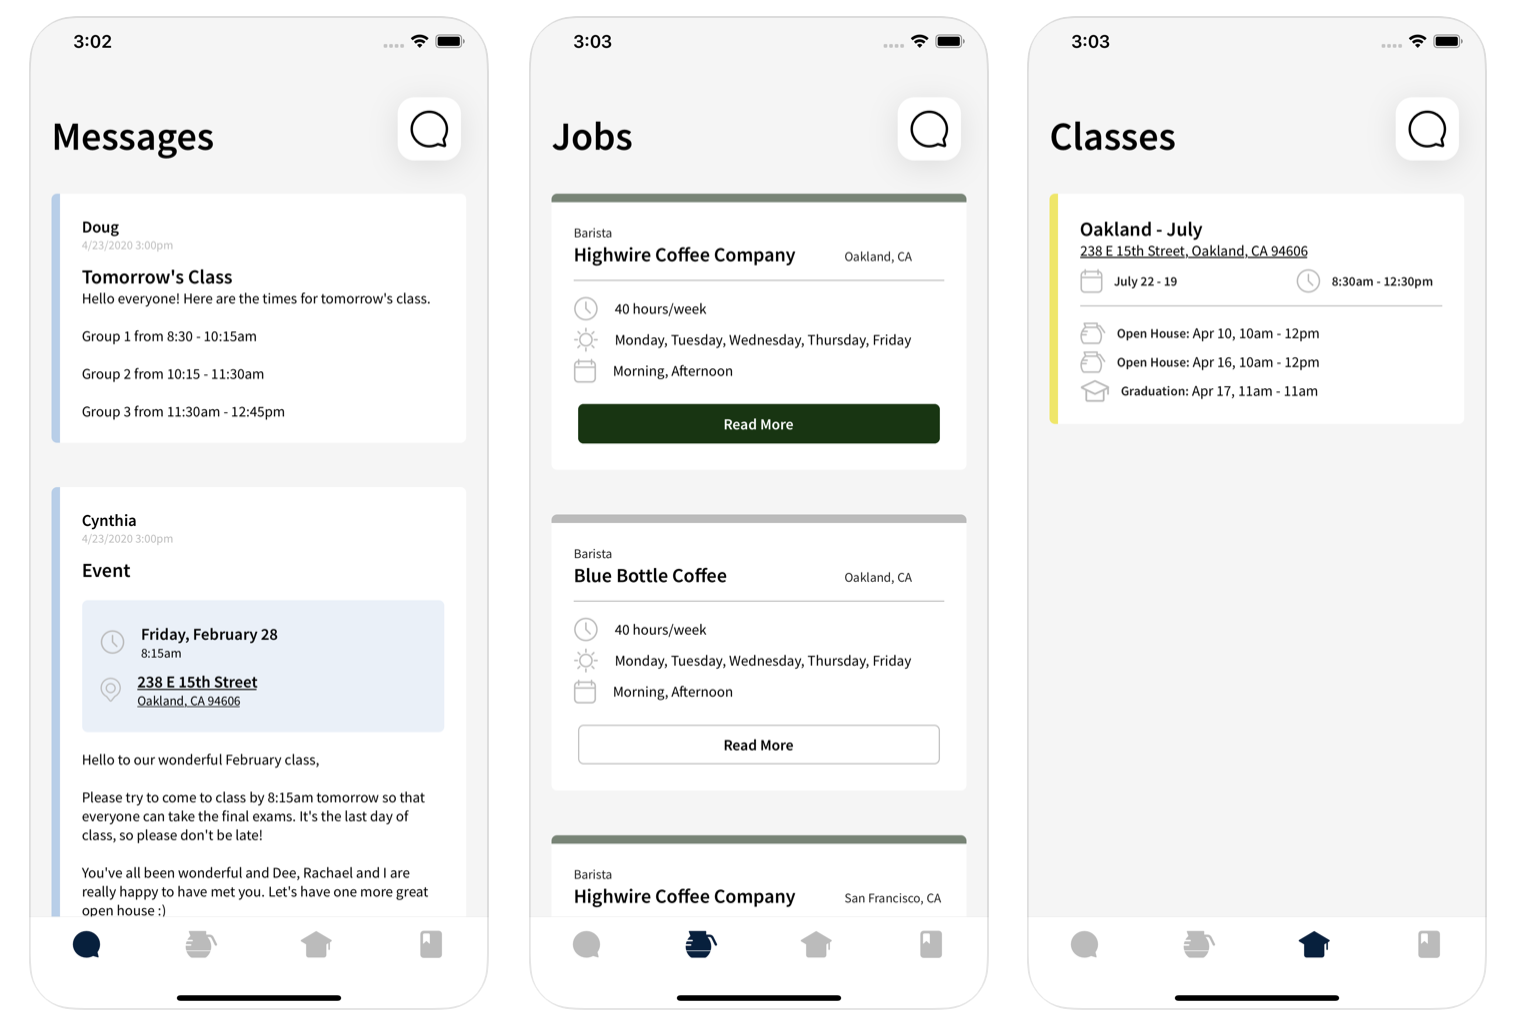 3:02
Messages
Doug
4/23/2020 3:00pm
Tomorrow's Class
Hello everyone! Here are the times for tomorrow's class.
Group 1 from 8:30 - 10:15am
Group 2 from 10:15 - 11:30am
Group 3 from 11:30am - 12:45pm
Cynthia
4/23/2020 3:00pm
Event
Friday, February 28
8:15am
238 E 15th Street
Oakland, CA 94606
Hello to our wonderful February class,
Please try to come to class by 8:15am tomorrow so that
everyone can take the final exams. It's the last day of
class, so please don't be late!
You've all been wonderful and Dee, Rachael and I are
really happy to have met you. Let's have one more great
open house :)
3:03
Jobs
Barista
Highwire Coffee Company Oakland, CA
40 hours/week
Monday, Tuesday, Wednesday, Thursday, Friday
Morning, Afternoon
Read More
Barista
Blue Bottle Coffee Oakland, CA
40 hours/week
Monday, Tuesday, Wednesday, Thursday, Friday
Morning, Afternoon
Read More
Barista
Highwire Coffee Company San Francisco, CA
3:03
Classes
Oakland - July
238 E 15th Street, Oakland, CA 94606
July 22 - 19 8:30am - 12:30pm
Open House: Apr 10, 10am - 12pm
Open House: Apr 16, 10am - 12pm
Graduation: Apr 17, 11am - 11am